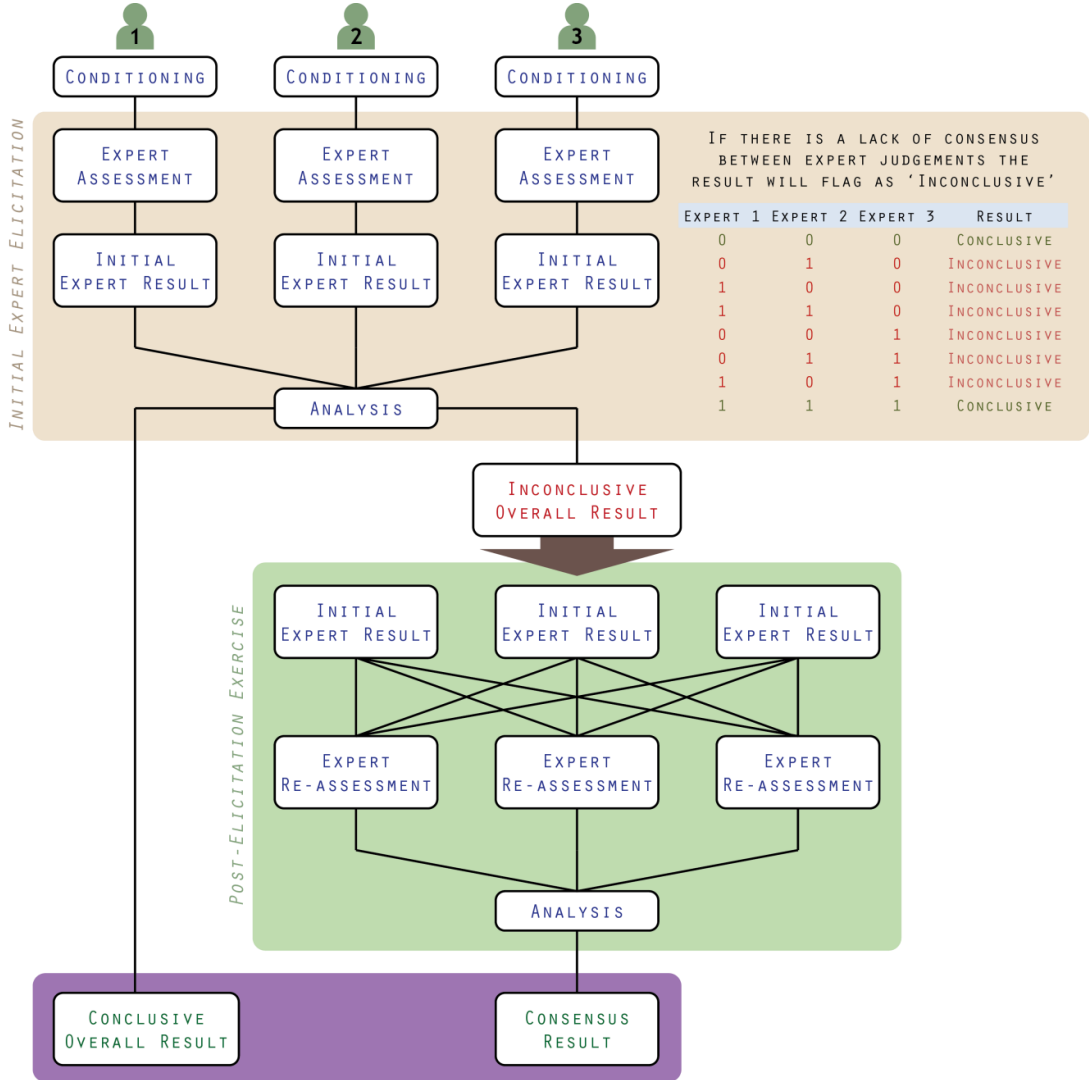 1
2
3
Conditioning
Conditioning
Conditioning
Initial Expert Elicitation
Expert
Assessment
Expert
Assessment
Expert
Assessment
Initial
Expert Result
Initial
Expert Result
Initial
Expert Result
Analysis
If there is a lack of consensus
between expert judgements the
result will flag as ‘Inconclusive’
Expert 1 Expert 2 Expert 3 Result
0 0 0 Conclusive
0 1 0 Inconclusive
1 0 0 Inconclusive
1 1 0 Inconclusive
0 0 1 Inconclusive
0 1 1 Inconclusive
1 0 1 Inconclusive
1 1 1 Conclusive
Inconclusive
Overall Result
Post-Elicitation Exercise
Initial
Expert Result
Initial
Expert Result
Initial
Expert Result
Expert
Re-assessment
Expert
Re-assessment
Expert
Re-assessment
Analysis
Conclusive
Overall Result
Consensus
Result